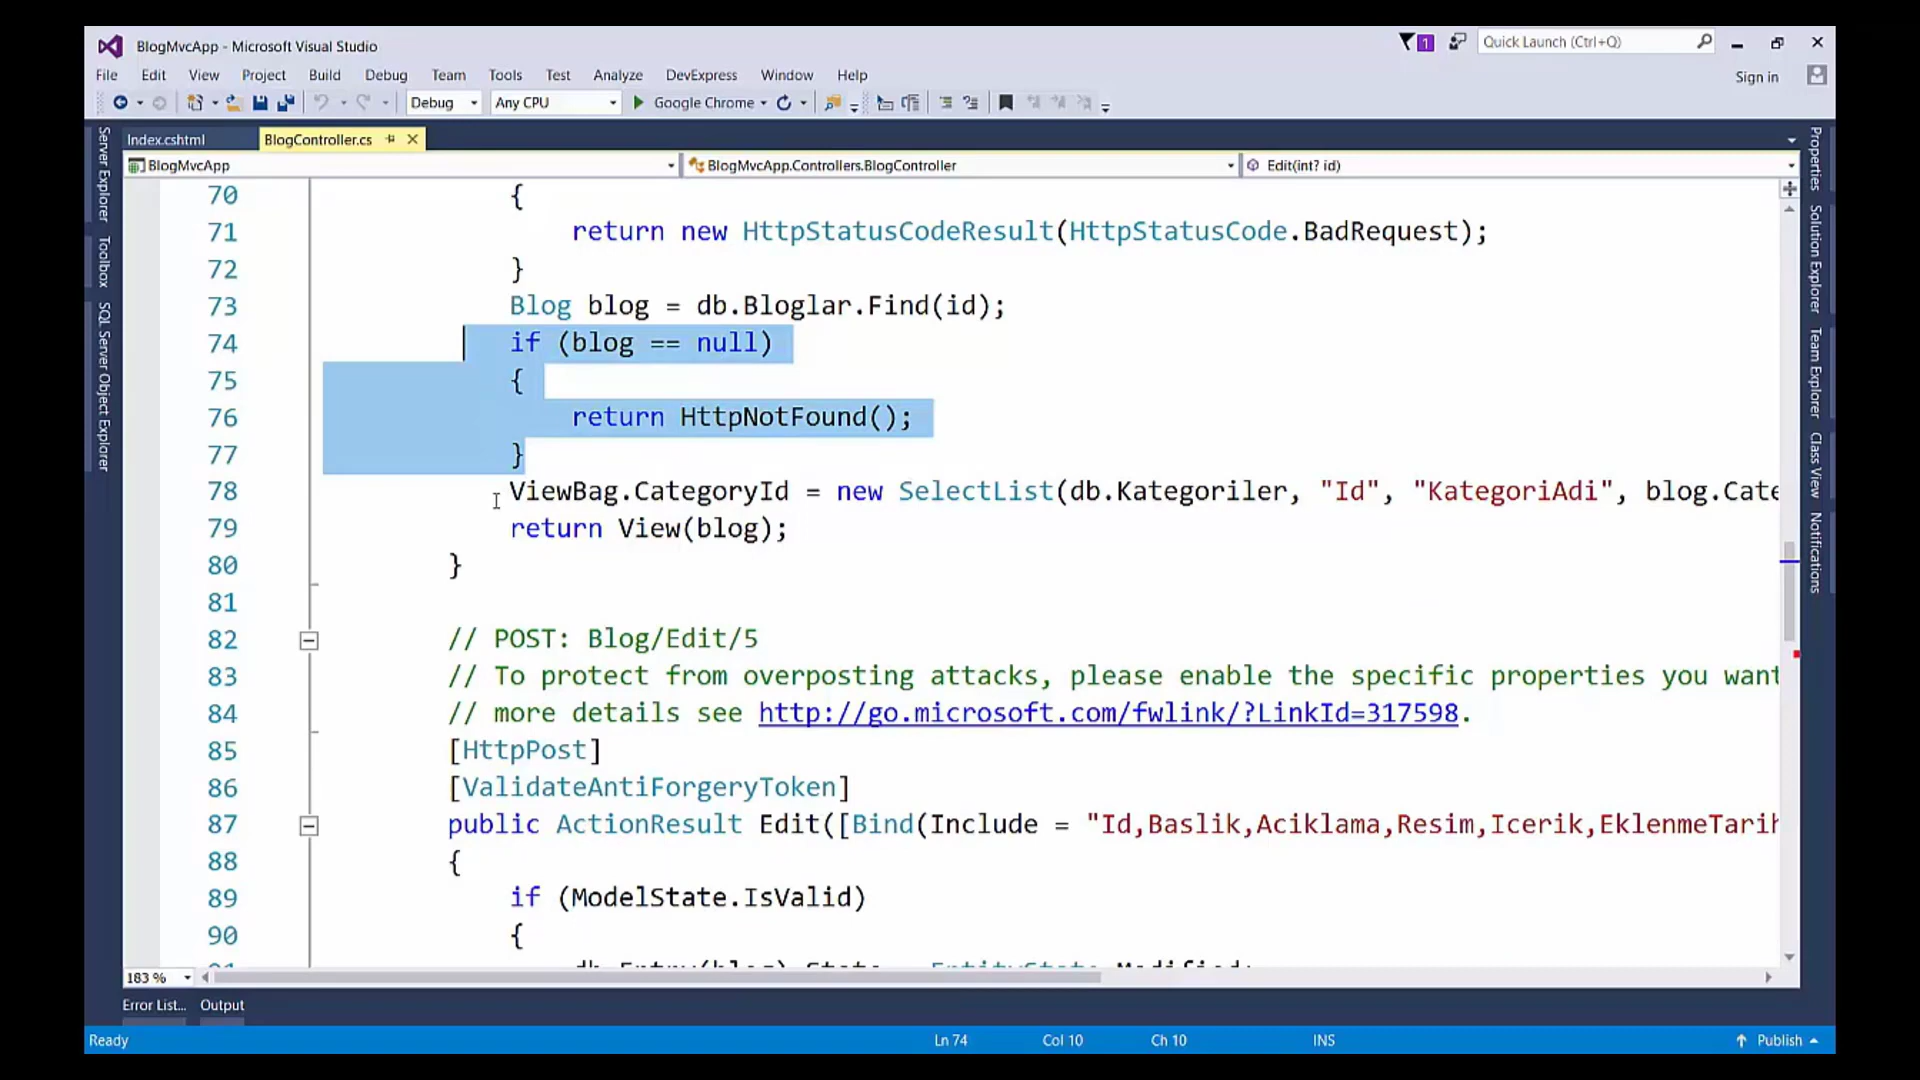 BlogMvcApp - Microsoft Visual Studio
1
Quick Launch (Ctrl+Q)
File Edit View Project Build Debug Team Tools Test Analyze DevExpress Window Help
Sign in
Debug Any CPU Google Chrome
Index.cshtml BlogController.cs
BlogMvcApp BlogMvcApp.Controllers.BlogController Edit(int? id)
Server Explorer
Toolbox
SQL Server Object Explorer
70 {
71 return new HttpStatusCodeResult(HttpStatusCode.BadRequest);
72 }
73 Blog blog = db.Bloglar.Find(id);
74 if (blog == null)
75 {
76 return HttpNotFound();
77 }
78 ViewBag.CategoryId = new SelectList(db.Kategoriler, "Id", "KategoriAdi", blog.Cate
79 return View(blog);
80 }
81
82 // POST: Blog/Edit/5
83 // To protect from overposting attacks, please enable the specific properties you want
84 // more details see http://go.microsoft.com/fwlink/?LinkId=317598.
85 [HttpPost]
86 [ValidateAntiForgeryToken]
87 public ActionResult Edit([Bind(Include = "Id,Baslik,Aciklama,Resim,Icerik,EklenmeTarih
88 {
89 if (ModelState.IsValid)
90 {
Properties
Solution Explorer
Team Explorer
Class View
Notifications
183 %
Error List... Output
Ready Ln 74 Col 10 Ch 10 INS Publish